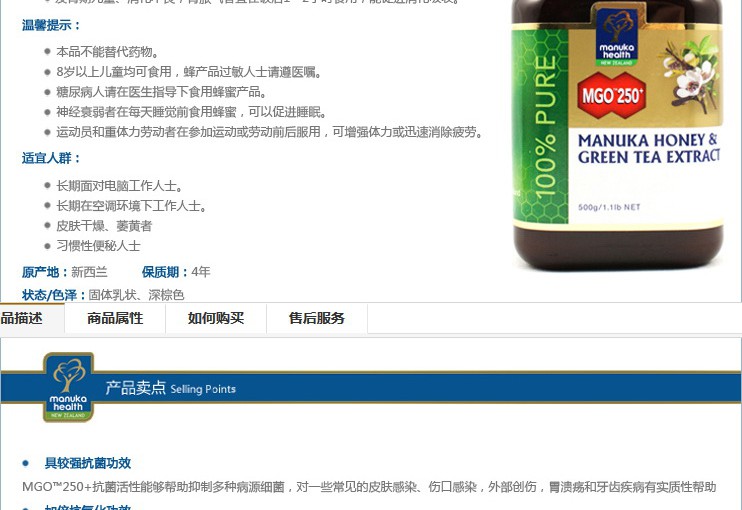 温馨提示：
本品不能替代药物。
8岁以上儿童均可食用，蜂产品过敏人士请遵医嘱。
糖尿病人请在医生指导下食用蜂蜜产品。
神经衰弱者在每天睡觉前食用蜂蜜，可以促进睡眠。
运动员和重体力劳动者在参加运动或劳动前后服用，可增强体力或迅速消除疲劳。
适宜人群：
长期面对电脑工作人士。
长期在空调环境下工作人士。
皮肤干燥、萎黄者
习惯性便秘人士
原产地：新西兰 保质期：4年
状态/色泽：固体乳状、深棕色
manuka
health
NEW ZEALAND
100% PURE
MGO™250+
MANUKA HONEY &
GREEN TEA EXTRACT
500g/1.1lb NET
品描述 商品属性 如何购买 售后服务
manuka
health
NEW ZEALAND
产品卖点 Selling Points
具较强抗菌功效
MGO™250+抗菌活性能够帮助抑制多种病源细菌，对一些常见的皮肤感染、伤口感染，外部创伤，胃溃疡和牙齿疾病有实质性帮助